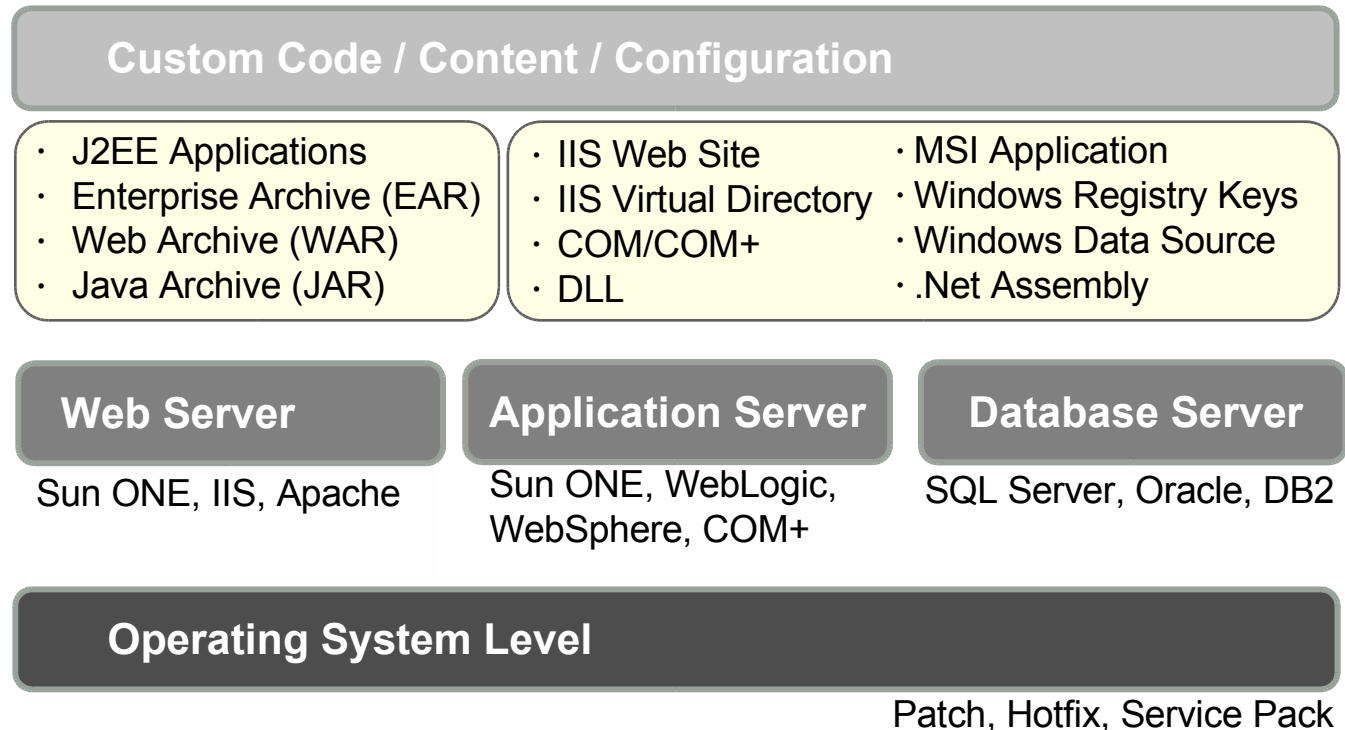 Custom Code / Content / Configuration
· J2EE Applications
· Enterprise Archive (EAR)
· Web Archive (WAR)
· Java Archive (JAR)
· IIS Web Site
· IIS Virtual Directory
· COM/COM+
· DLL
· MSI Application
· Windows Registry Keys
· Windows Data Source
· .Net Assembly
Web Server
Sun ONE, IIS, Apache
Application Server
Sun ONE, WebLogic,
WebSphere, COM+
Database Server
SQL Server, Oracle, DB2
Operating System Level
Patch, Hotfix, Service Pack